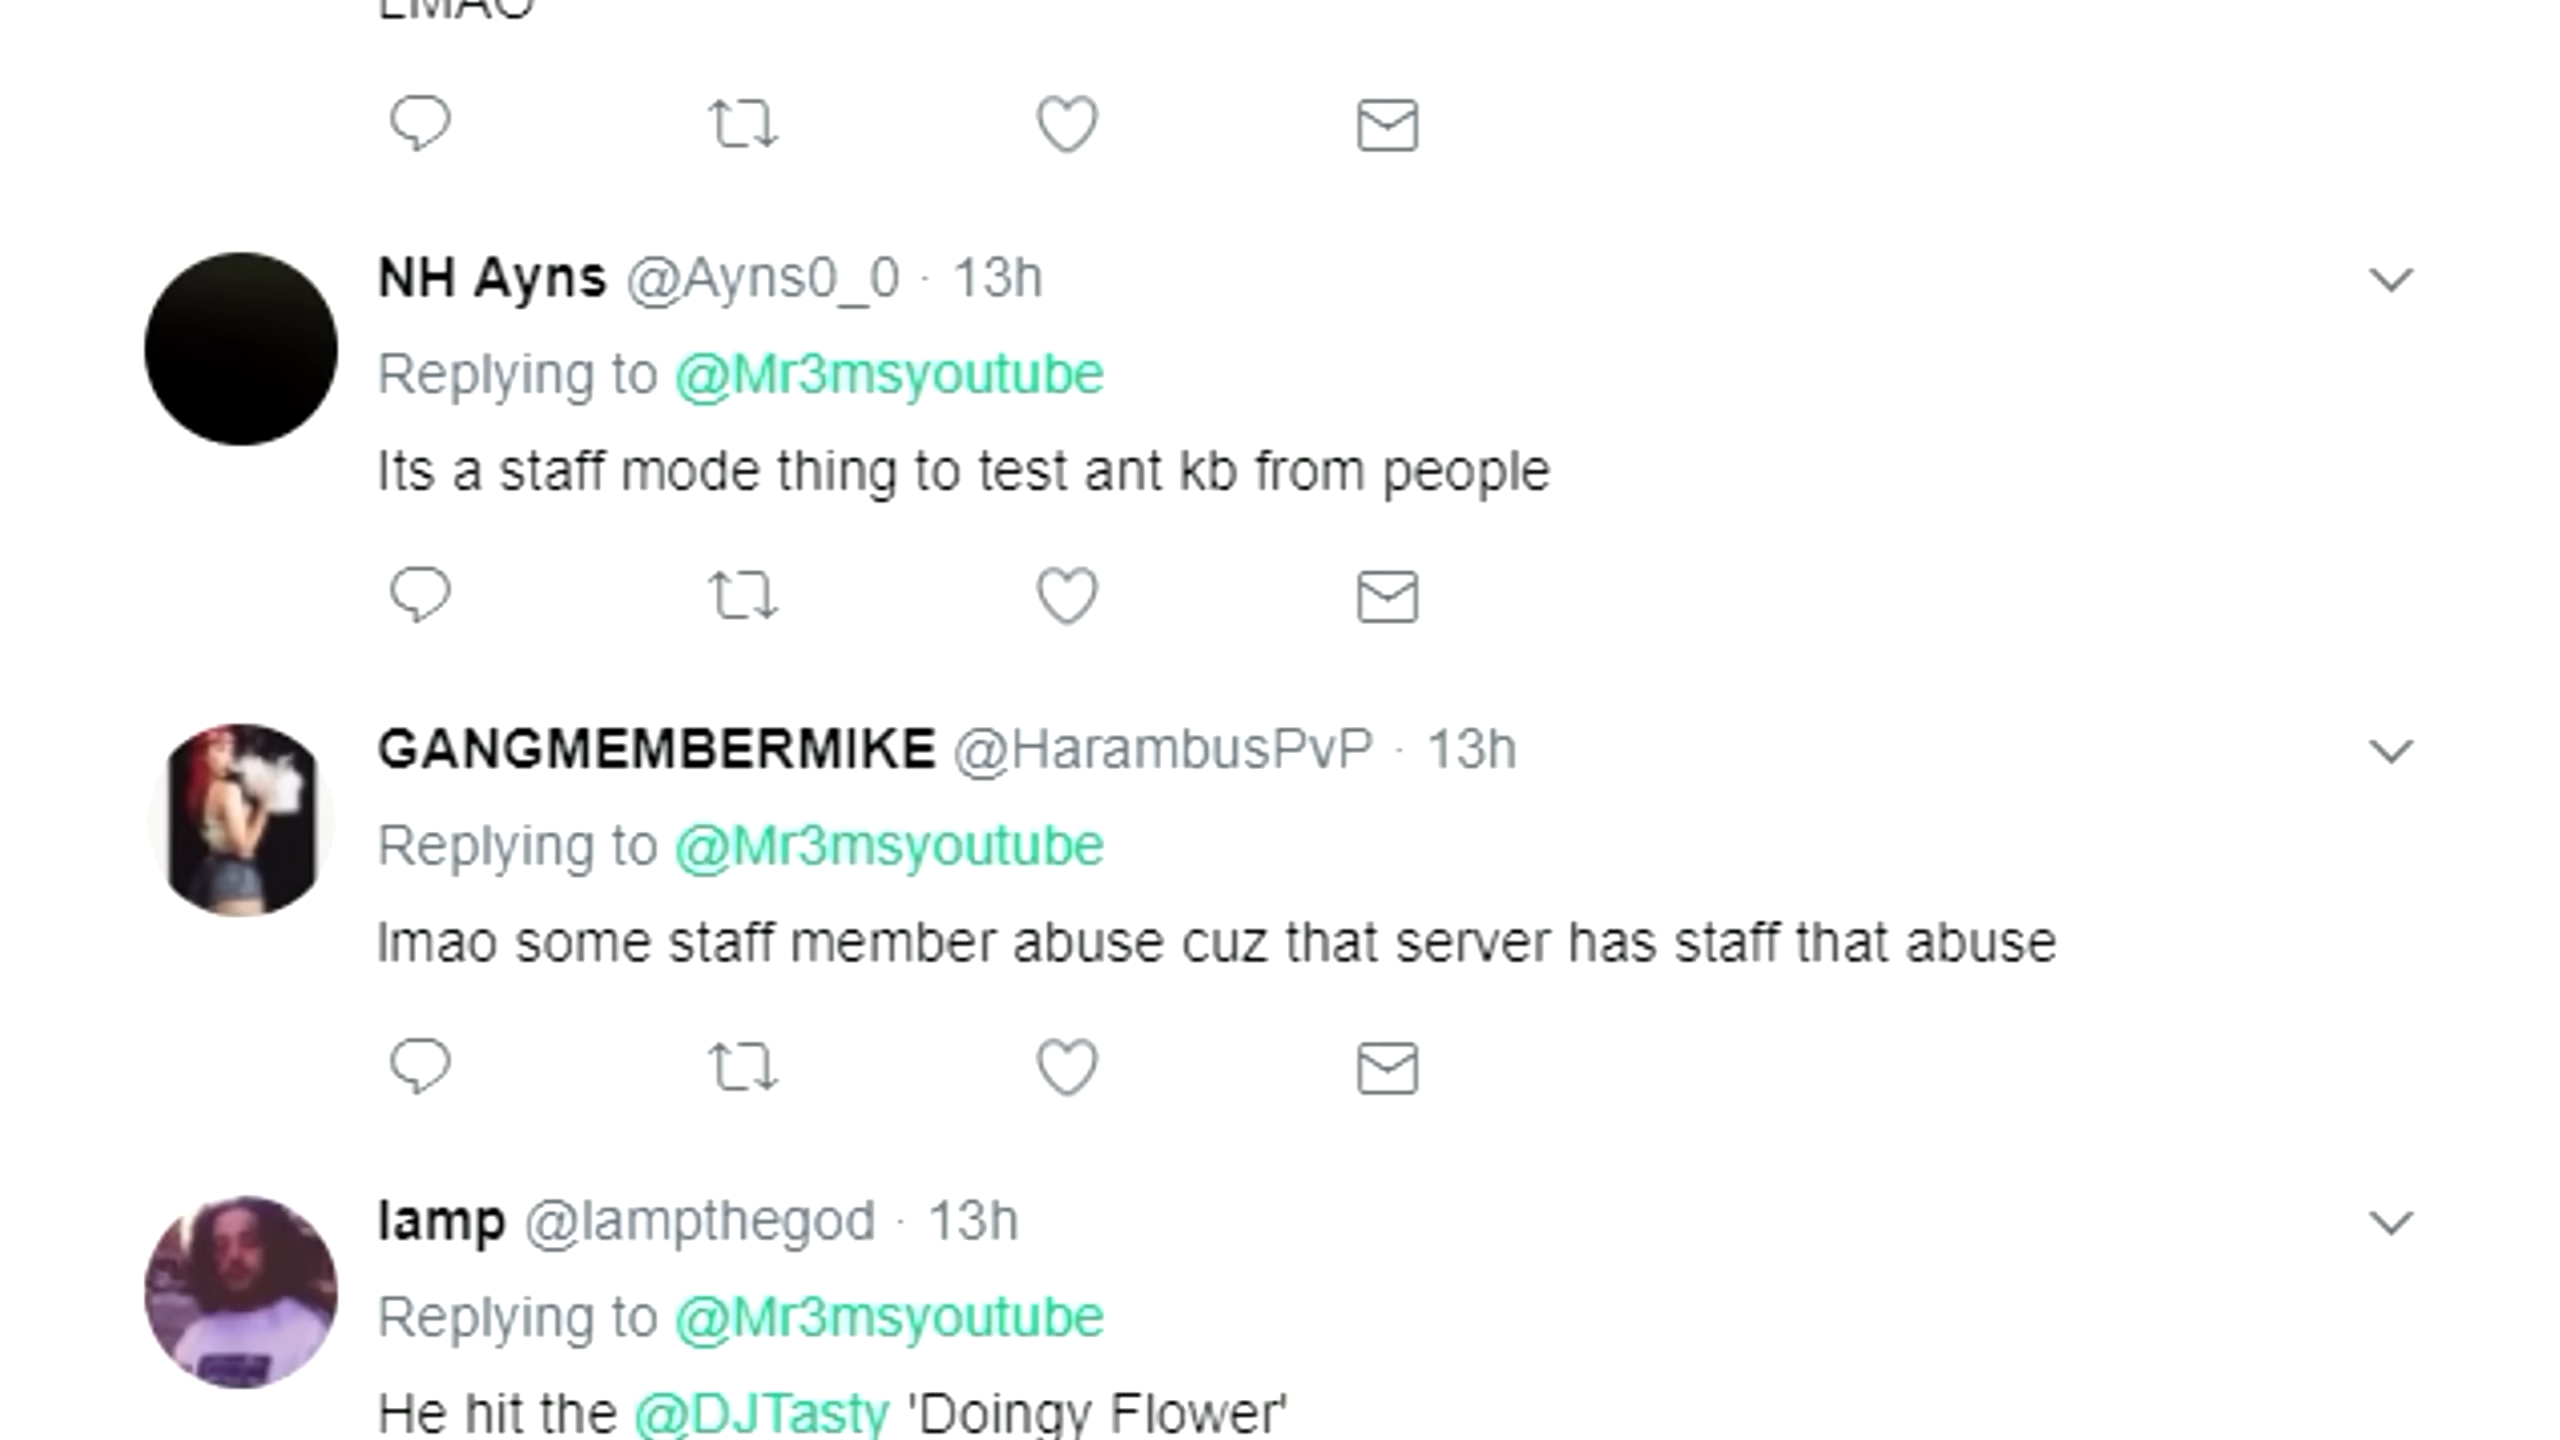 LMAO
NH Ayns @Ayns0_0 · 13h
Replying to @Mr3msyoutube
Its a staff mode thing to test ant kb from people
GANGMEMBERMIKE @HarambusPvP · 13h
Replying to @Mr3msyoutube
lmao some staff member abuse cuz that server has staff that abuse
lamp @lampthegod · 13h
Replying to @Mr3msyoutube
He hit the @DJTasty 'Doingy Flower'